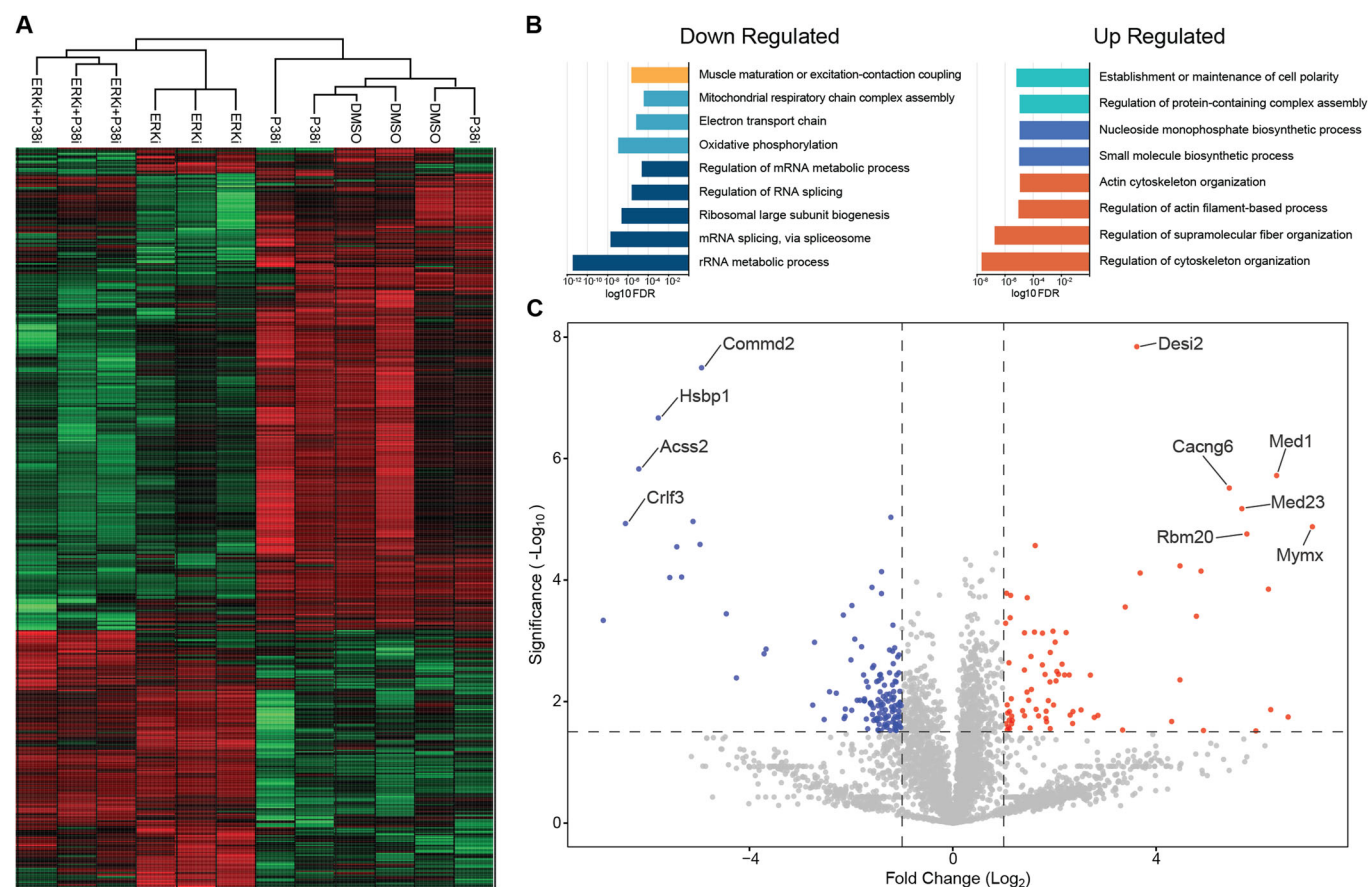 A
ERKi+P38i
ERKi+P38i
ERKi+P38i
ERKi
ERKi
ERKi
P38i
P38i
DMSO
DMSO
DMSO
P38i
B
Down Regulated
Muscle maturation or excitation-contaction coupling
Mitochondrial respiratory chain complex assembly
Electron transport chain
Oxidative phosphorylation
Regulation of mRNA metabolic process
Regulation of RNA splicing
Ribosomal large subunit biogenesis
mRNA splicing, via spliceosome
rRNA metabolic process
10-12 10-10 10-8 10-6 10-4 10-2
log10 FDR
Up Regulated
Establishment or maintenance of cell polarity
Regulation of protein-containing complex assembly
Nucleoside monophosphate biosynthetic process
Small molecule biosynthetic process
Actin cytoskeleton organization
Regulation of actin filament-based process
Regulation of supramolecular fiber organization
Regulation of cytoskeleton organization
10-8 10-6 10-4 10-2
log10 FDR
C
Significance ( -Log10)
8
6
4
2
0
Commd2
Hsbp1
Acss2
Crlf3
Desi2
Cacng6
Med1
Med23
Rbm20
Mymx
−4 0 4
Fold Change (Log2)